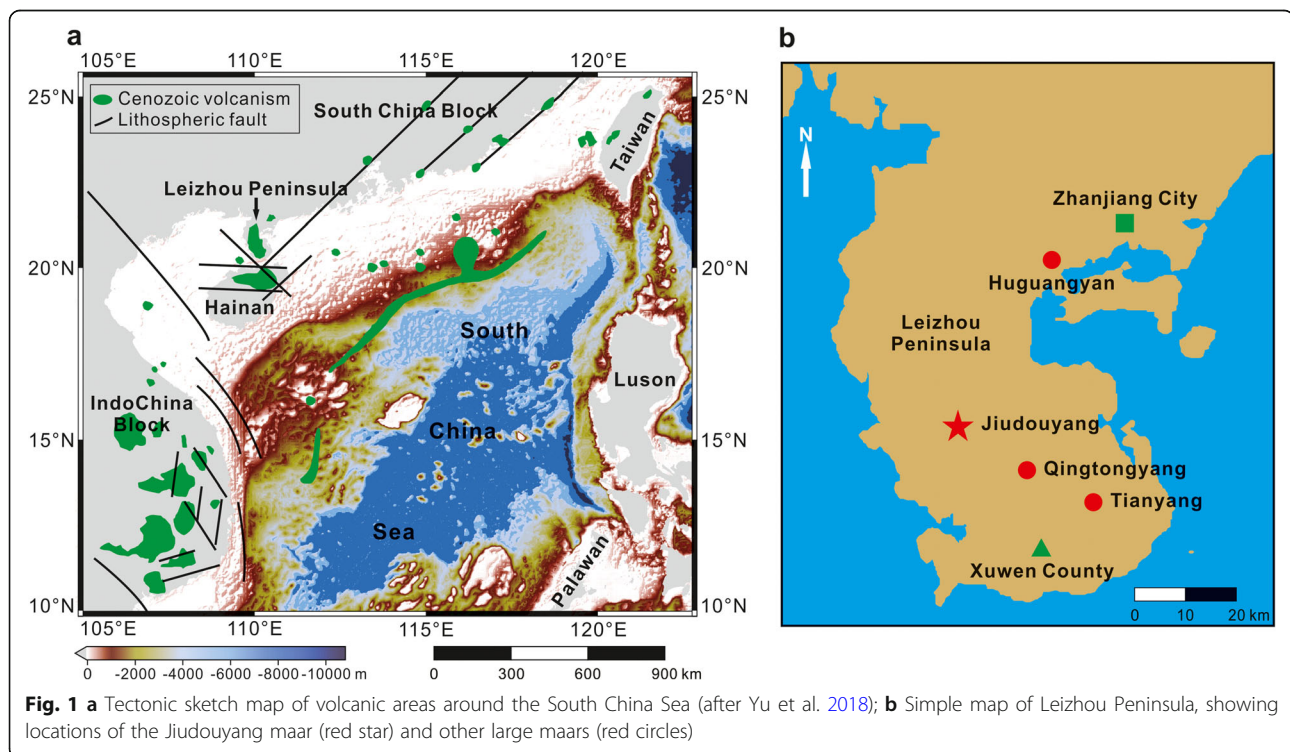 a
105°E 110°E 115°E 120°E
25°N
20°N
15°N
10°N
Cenozoic volcanism
Lithospheric fault
South China Block
Taiwan
Leizhou Peninsula
Hainan
South
China
Sea
Luson
IndoChina
Block
Palawan
25°N
20°N
15°N
10°N
105°E 110°E 115°E 120°E
0 -2000 -4000 -6000 -8000 -10000 m
0 300 600 900 km
b
N
Zhanjiang City
Huguangyan
Leizhou
Peninsula
Jiudouyang
Qingtongyang
Tianyang
Xuwen County
0 10 20 km
Fig. 1 a Tectonic sketch map of volcanic areas around the South China Sea (after Yu et al. 2018); b Simple map of Leizhou Peninsula, showing
locations of the Jiudouyang maar (red star) and other large maars (red circles)